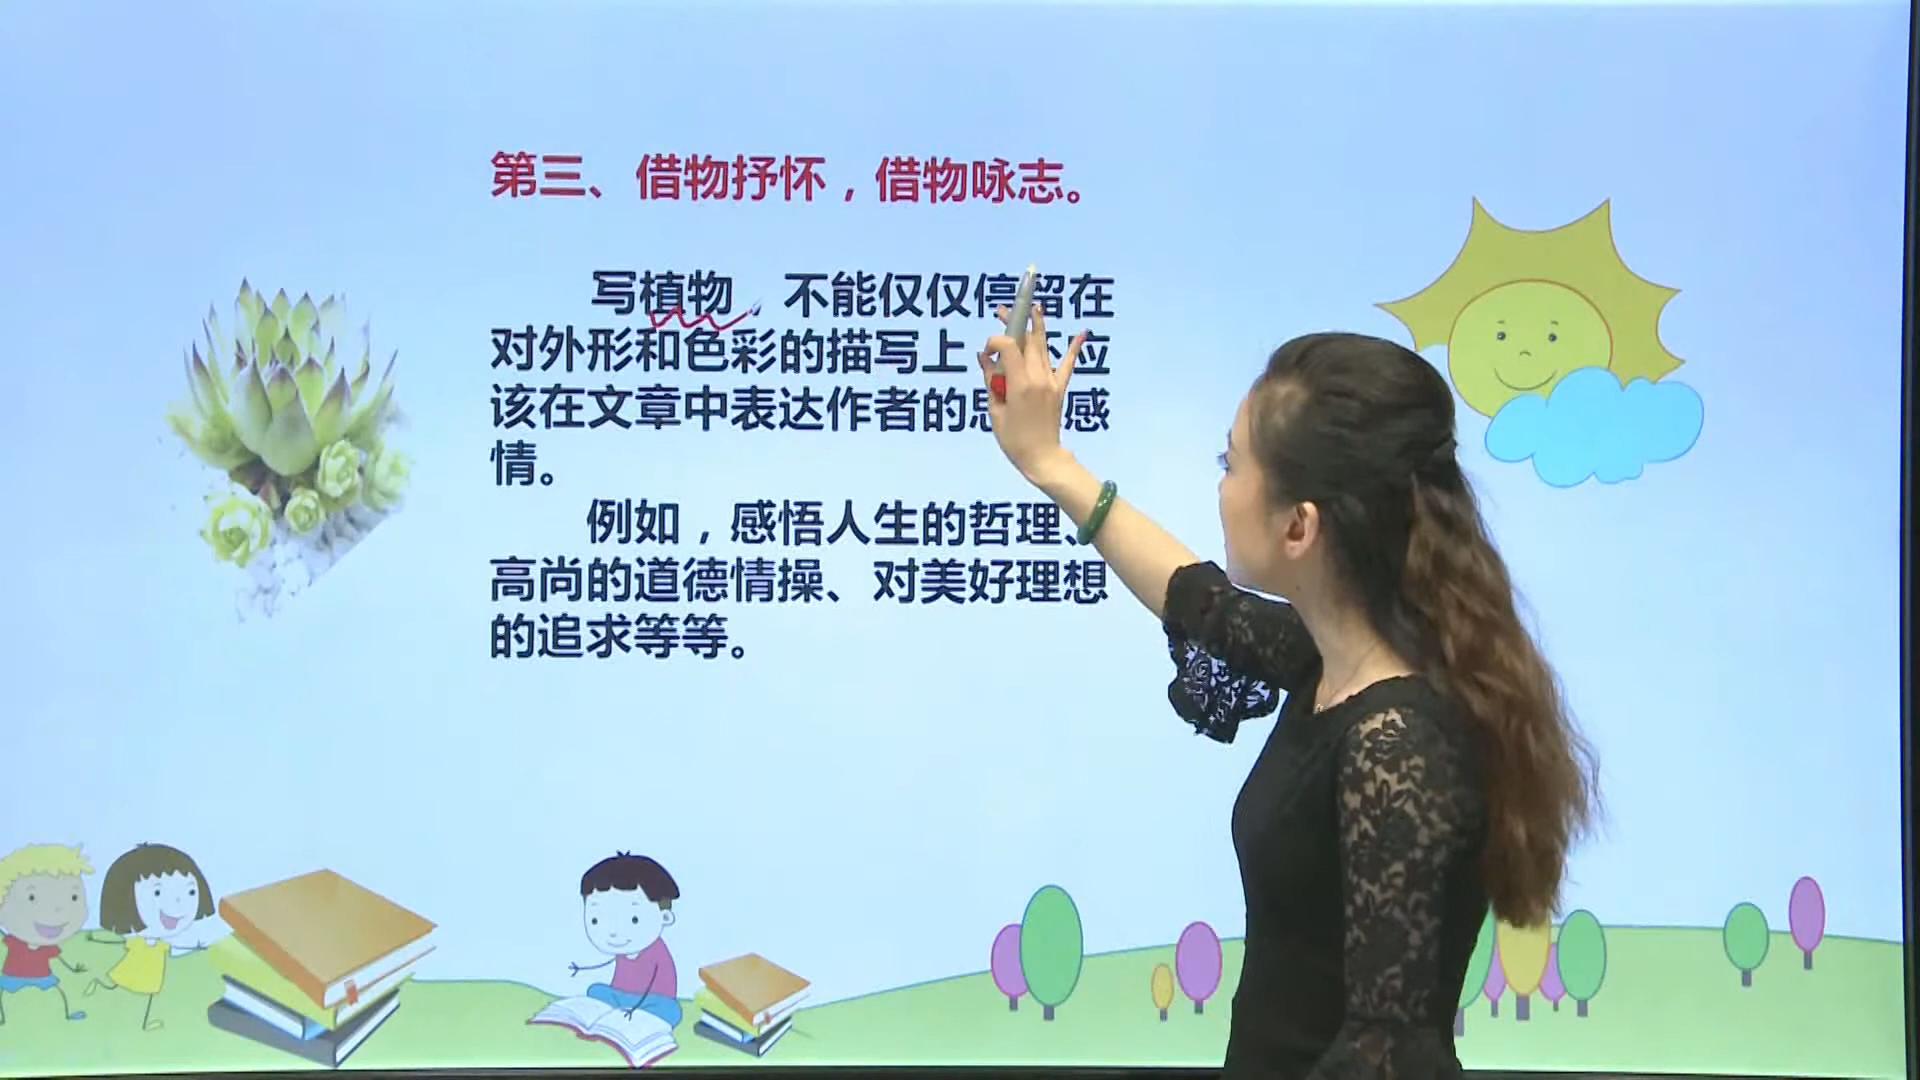 第三、借物抒怀，借物咏志。
写植物，不能仅仅停留在
对外形和色彩的描写上 应
该在文章中表达作者的思 感
情。
例如，感悟人生的哲理、
高尚的道德情操、对美好理想
的追求等等。